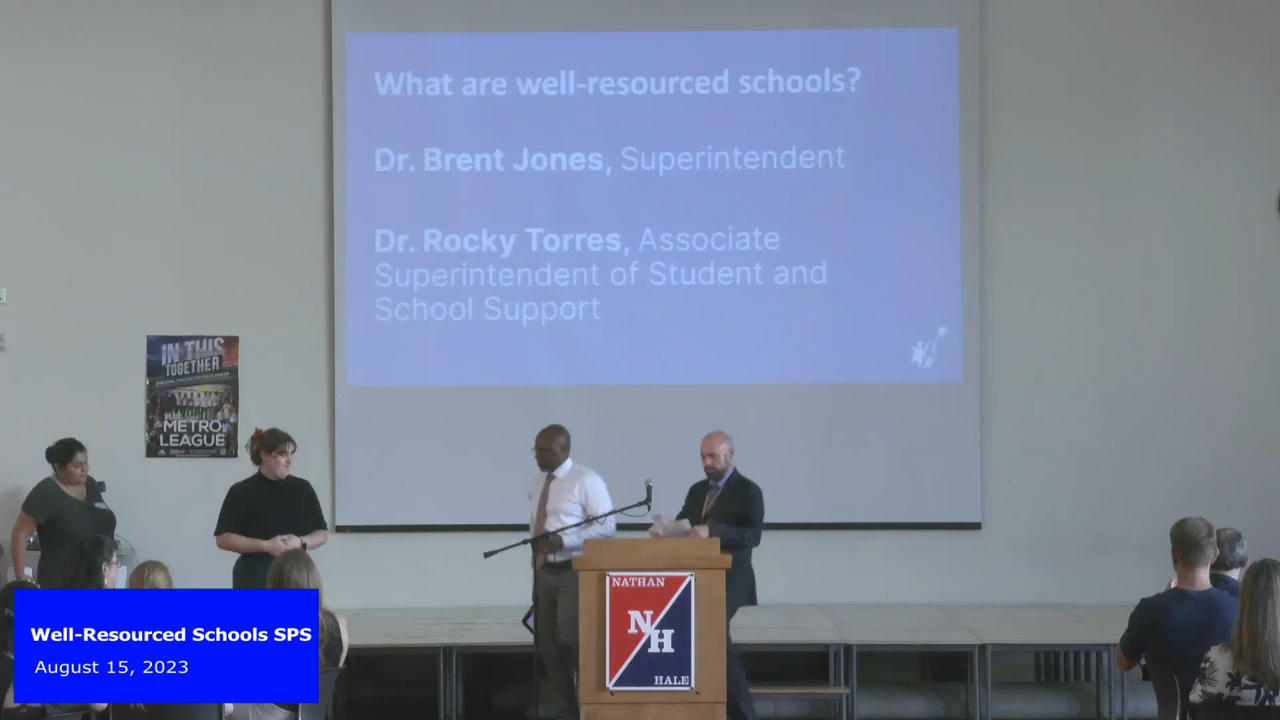 What are well-resourced schools?
Dr. Brent Jones, Superintendent
Dr. Rocky Torres, Associate
Superintendent of Student and
School Support
IN THIS
TOGETHER
METRO
LEAGUE
NATHAN
NH
HALE
Well-Resourced Schools SPS
August 15, 2023